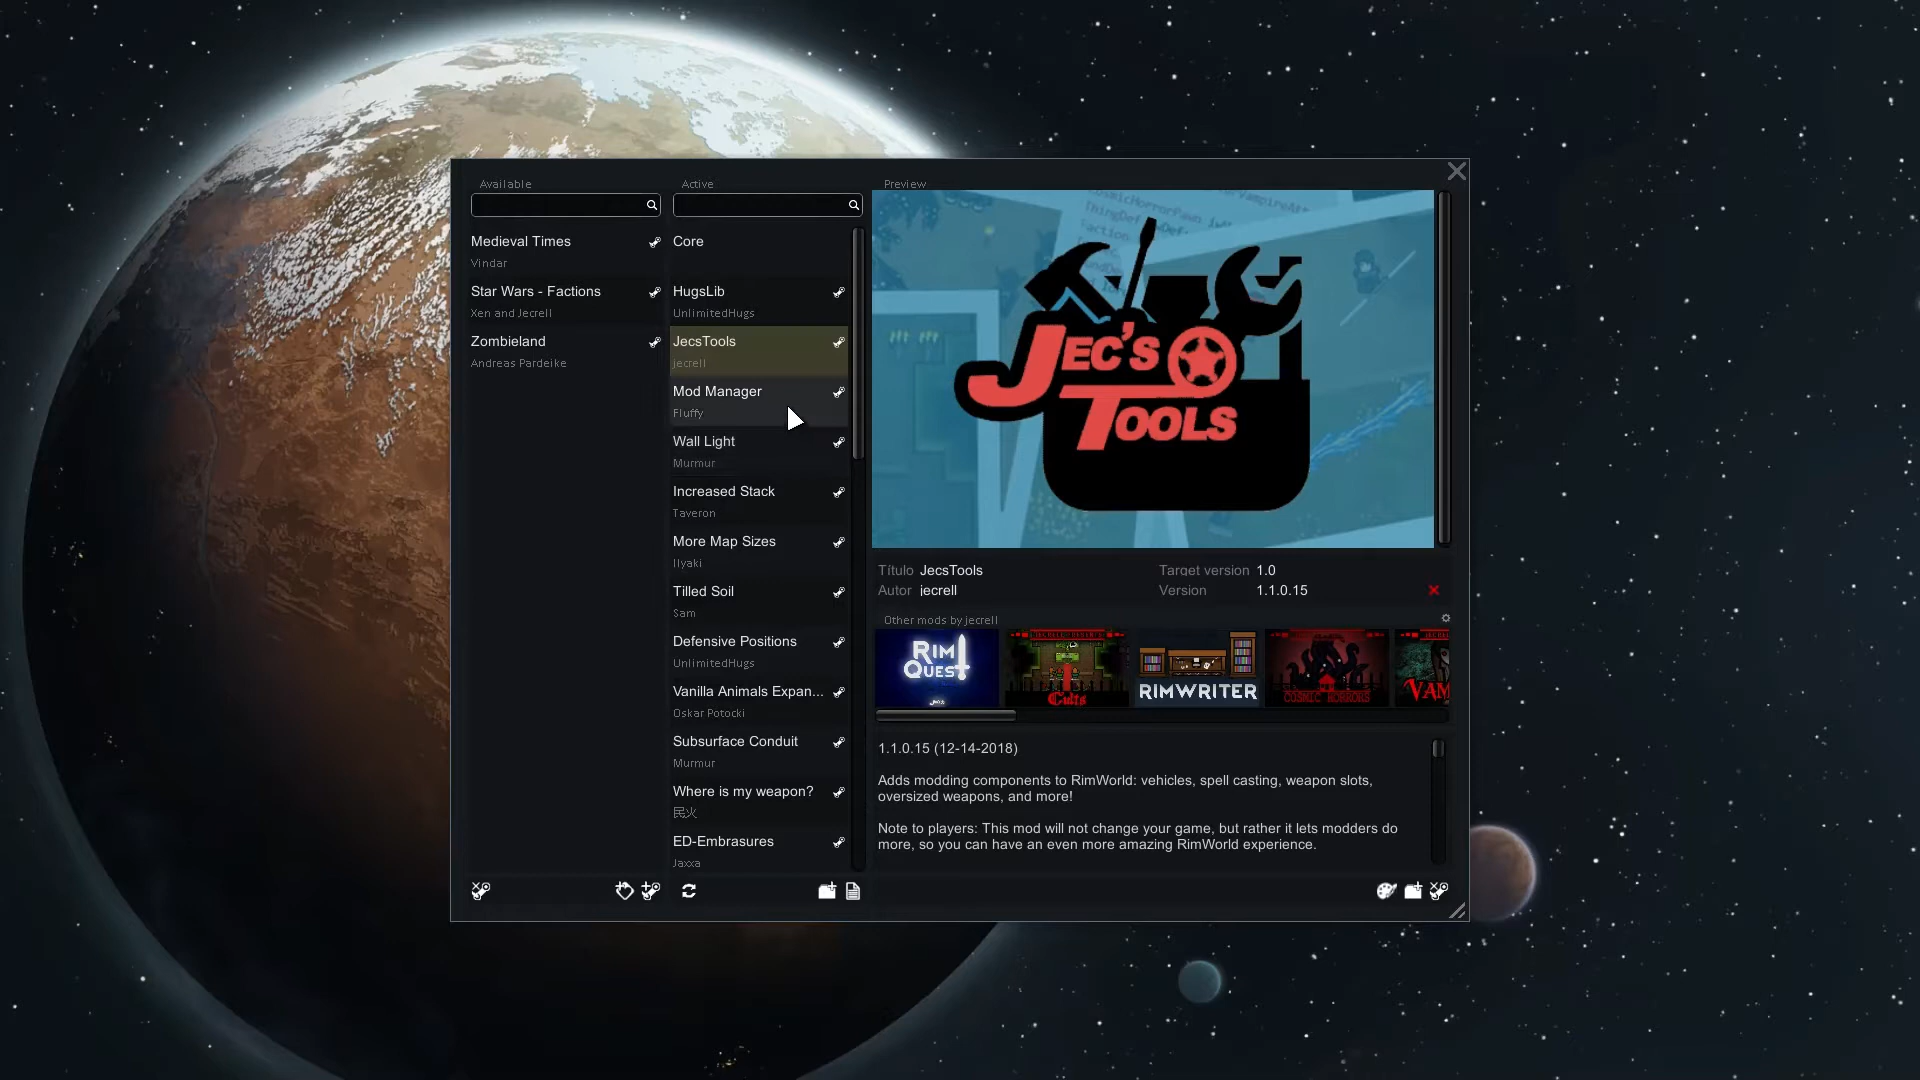 Available
Medieval Times
Vindar
Star Wars - Factions
Xen and Jecrell
Zombieland
Andreas Pardeike
Active
Core
HugsLib
UnlimitedHugs
JecsTools
jecrell
Mod Manager
Fluffy
Wall Light
Murmur
Increased Stack
Taveron
More Map Sizes
Ilyaki
Tilled Soil
Sam
Defensive Positions
UnlimitedHugs
Vanilla Animals Expan...
Oskar Potocki
Subsurface Conduit
Murmur
Where is my weapon?
民火
ED-Embrasures
Jaxxa
Preview
JEC'S
TOOLS
Título JecsTools
Target version 1.0
Autor jecrell
Version 1.1.0.15
Other mods by jecrell
RIM
QUEST
Cults
RIMWRITER
COSMIC HORRORS
VAM
1.1.0.15 (12-14-2018)
Adds modding components to RimWorld: vehicles, spell casting, weapon slots,
oversized weapons, and more!
Note to players: This mod will not change your game, but rather it lets modders do
more, so you can have an even more amazing RimWorld experience.